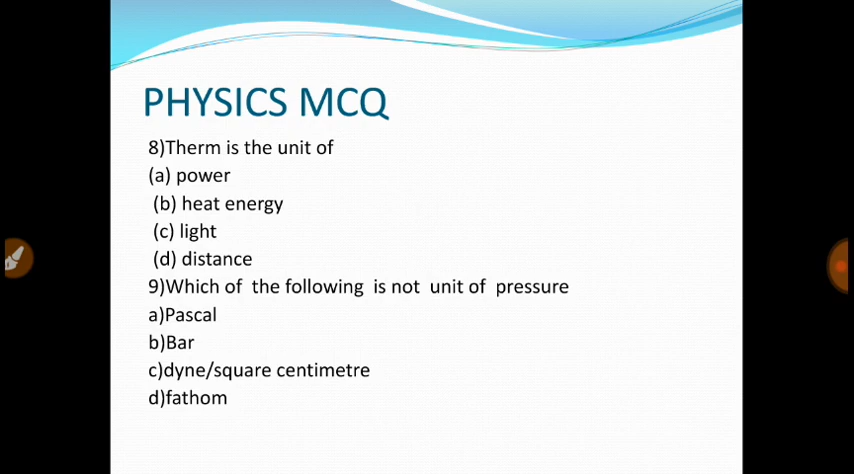 PHYSICS MCQ
8)Therm is the unit of
(a) power
(b) heat energy
(c) light
(d) distance
9)Which of the following is not unit of pressure
a)Pascal
b)Bar
c)dyne/square centimetre
d)fathom